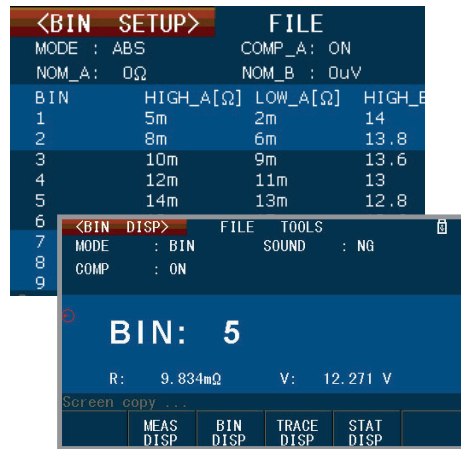 <BIN SETUP> FILE
MODE : ABS COMP_A: ON
NOM_A: 0Ω NOM_B : 0uV
BIN HIGH_A[Ω] LOW_A[Ω] HIGH_B
1 5m 2m 14
2 8m 6m 13.8
3 10m 9m 13.6
4 12m 11m 13
5 14m 13m 12.8
6
7
8
9
<BIN DISP> FILE TOOLS
MODE : BIN SOUND : NG
COMP : ON
BIN: 5
R: 9.834mΩ V: 12.271 V
Screen copy ...
MEAS DISP BIN DISP TRACE DISP STAT DISP